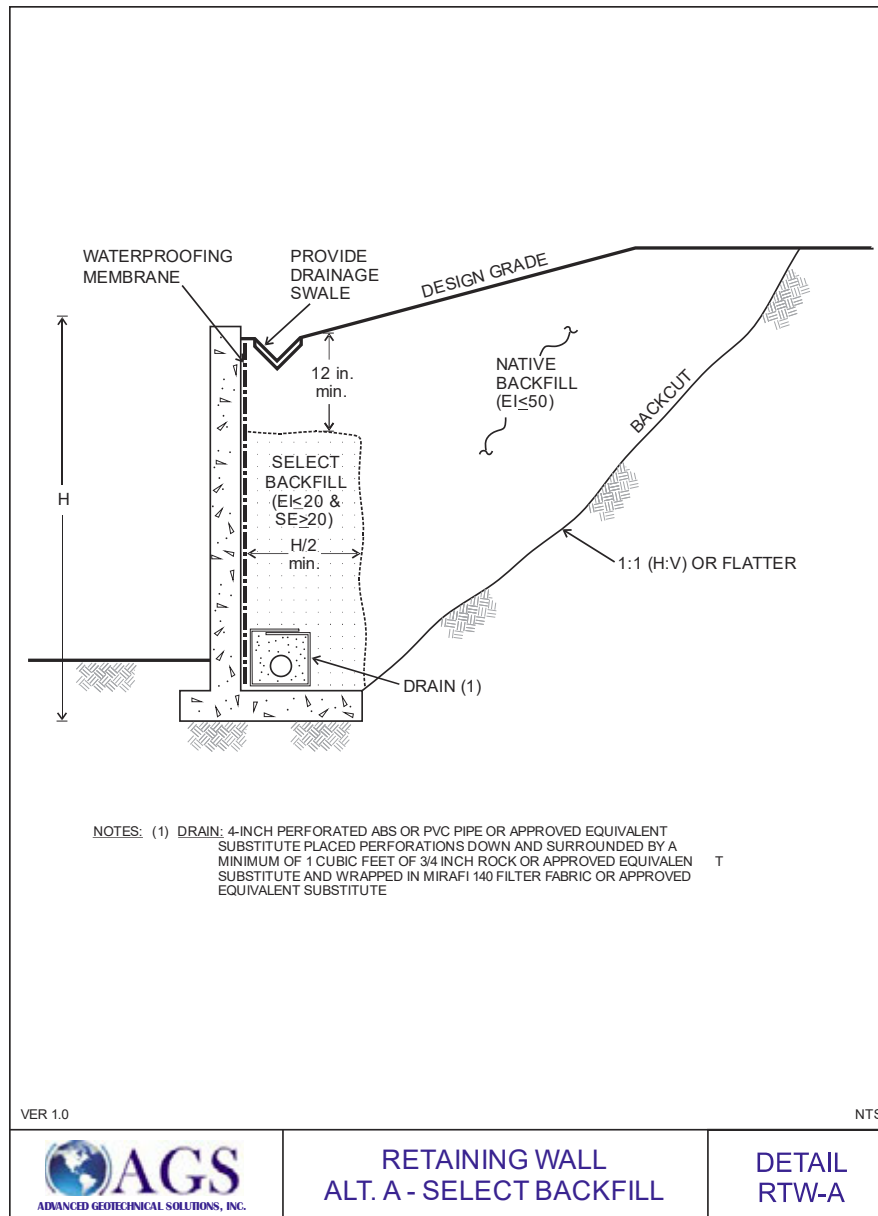 WATERPROOFING
MEMBRANE
PROVIDE
DRAINAGE
SWALE
DESIGN GRADE
12 in.
min.
NATIVE
BACKFILL
(EI≤50)
BACKCUT
SELECT
BACKFILL
(EI≤20 &
SE≥20)
H
H/2
min.
1:1 (H:V) OR FLATTER
DRAIN (1)
NOTES: (1) DRAIN: 4-INCH PERFORATED ABS OR PVC PIPE OR APPROVED EQUIVALENT
SUBSTITUTE PLACED PERFORATIONS DOWN AND SURROUNDED BY A
MINIMUM OF 1 CUBIC FEET OF 3/4 INCH ROCK OR APPROVED EQUIVALEN T
SUBSTITUTE AND WRAPPED IN MIRAFI 140 FILTER FABRIC OR APPROVED
EQUIVALENT SUBSTITUTE
VER 1.0
NTS
AGS
ADVANCED GEOTECHNICAL SOLUTIONS, INC.
RETAINING WALL
ALT. A - SELECT BACKFILL
DETAIL
RTW-A